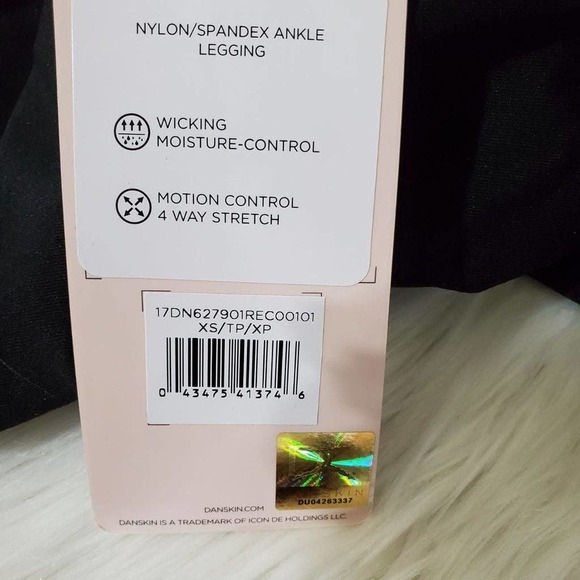 NYLON/SPANDEX ANKLE
LEGGING
WICKING
MOISTURE-CONTROL
MOTION CONTROL
4 WAY STRETCH
17DN627901REC00101
XS/TP/XP
0 43475 41374 6
DU04263337
DANSKIN.COM
DANSKIN IS A TRADEMARK OF ICON DE HOLDINGS LLC.